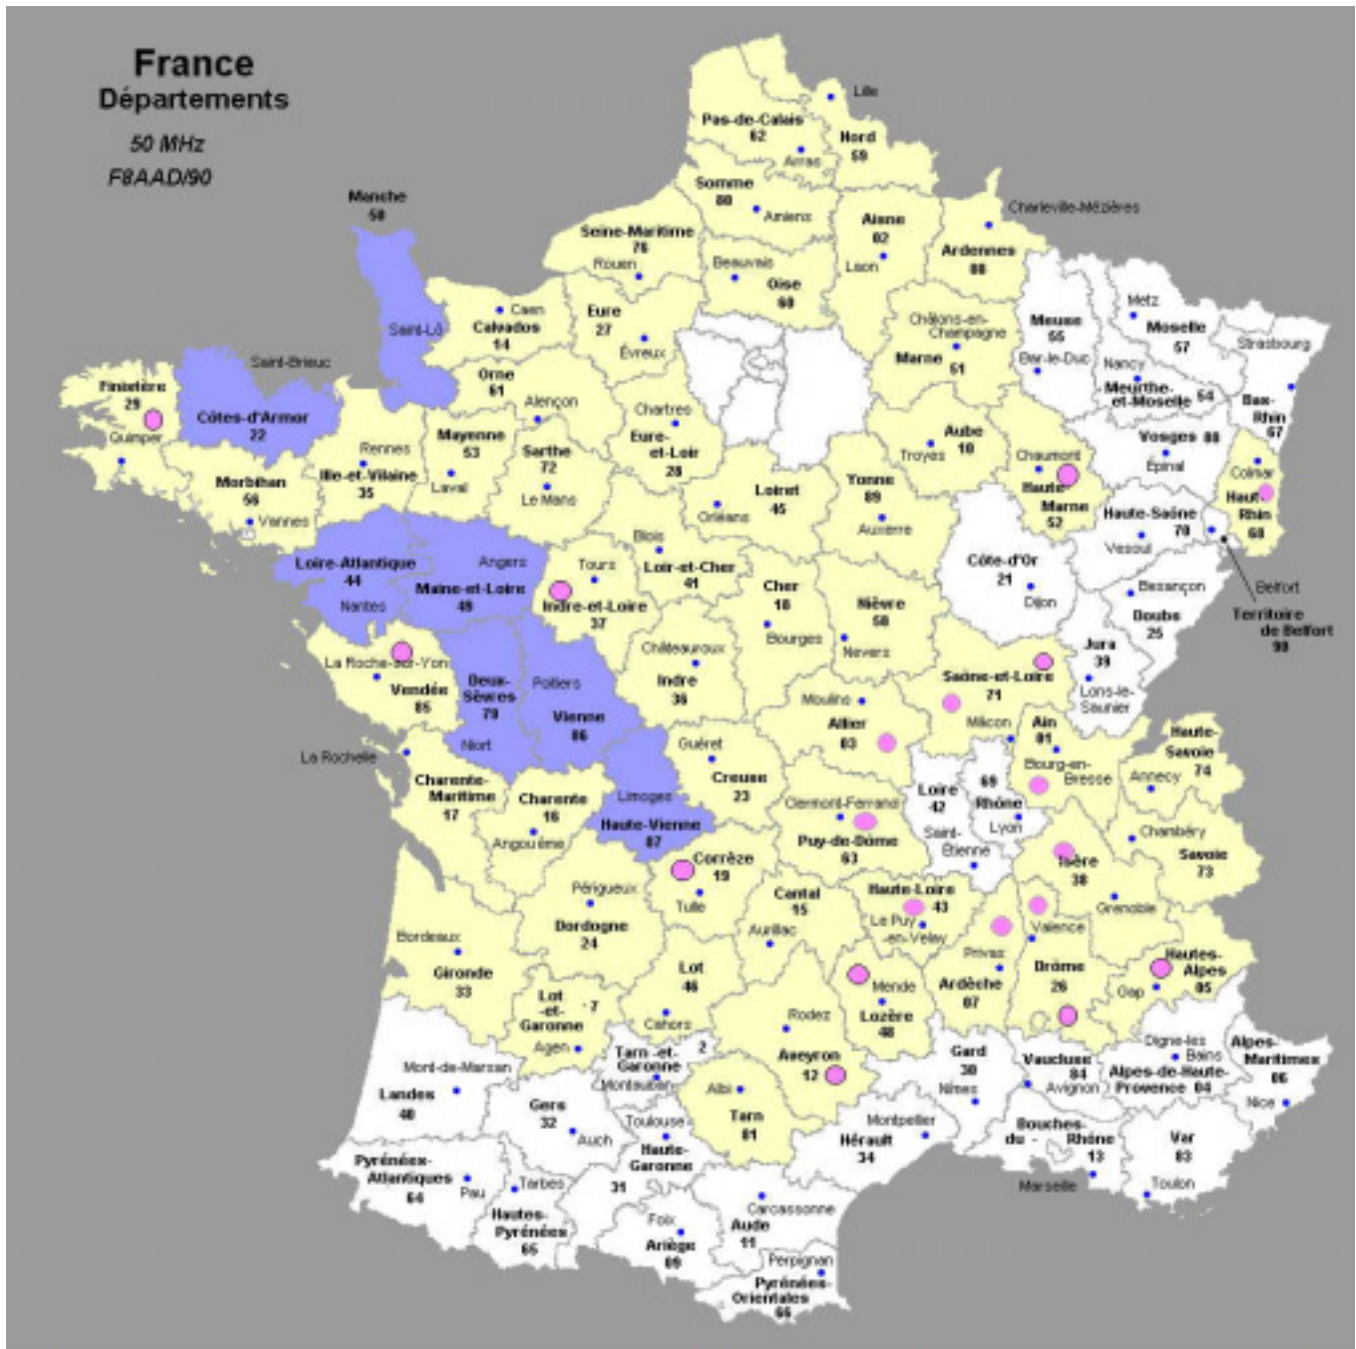 France
Départements
50 MHz
F8AAD/90
Lille
Pas-de-Calais
62
Nord
59
Arras
Somme
80
Amiens
Manche
50
Charleville-Mézières
Aisne
02
Laon
Ardennes
08
Seine-Maritime
76
Rouen
Beauvais
Oise
60
Saint-Lô
Caen
Calvados
14
Eure
27
Évreux
Châlons-en-
Champagne
Marne
51
Meuse
55
Bar-le-Duc
Metz
Moselle
57
Strasbourg
Nancy
Meurthe-
et-Moselle 54
Bas-
Rhin
67
Saint-Brieuc
Finistère
29
Quimper
Côtes-d'Armor
22
Orne
61
Alençon
Chartres
Eure-
et-Loir
28
Rennes
Ille-et-Vilaine
35
Mayenne
53
Laval
Sarthe
72
Le Mans
Aube
10
Troyes
Chaumont
Haute-
Marne
52
Vosges 88
Épinal
Colmar
Haut-
Rhin
68
Morbihan
56
Vannes
Loiret
45
Orléans
Yonne
89
Auxerre
Haute-Saône
70
Vesoul
Belfort
Territoire
de Belfort
90
Loire-Atlantique
44
Nantes
Angers
Maine-et-Loire
49
Tours
Indre-et-Loire
37
Blois
Loir-et-Cher
41
Cher
18
Bourges
Nièvre
58
Nevers
Côte-d'Or
21
Dijon
Besançon
Doubs
25
Jura
39
Lons-le-
Saunier
La Roche-sur-Yon
Vendée
85
Deux-
Sèvres
79
Niort
Poitiers
Vienne
86
Châteauroux
Indre
36
Moulins
Allier
03
Saône-et-Loire
71
Mâcon
Ain
01
Bourg-en-
Bresse
Haute-
Savoie
74
Annecy
La Rochelle
Charente-
Maritime
17
Charente
16
Angoulême
Limoges
Haute-Vienne
87
Guéret
Creuse
23
Clermont-Ferrand
Puy-de-Dôme
63
Loire
42
Saint-
Étienne
69
Rhône
Lyon
Isère
38
Grenoble
Chambéry
Savoie
73
Périgueux
Dordogne
24
Corrèze
19
Tulle
Cantal
15
Aurillac
Haute-Loire
43
Le Puy
-en-Velay
Privas
Ardèche
07
Valence
Drôme
26
Hautes-
Alpes
05
Gap
Bordeaux
Gironde
33
Lot
-et-
Garonne
Agen
Lot
46
Cahors
Rodez
Aveyron
12
Mende
Lozère
48
Mont-de-Marsan
Landes
40
Tarn -et-
Garonne
Montauban
Albi
Tarn
81
Gard
30
Nîmes
Vaucluse
84
Avignon
Digne-les
Bains
Alpes-de-Haute-
Provence 04
Alpes-
Maritimes
06
Nice
Gers
32
Auch
Toulouse
Haute-
Garonne
31
Montpellier
Hérault
34
Bouches-
du - Rhône
13
Marseille
Var
83
Toulon
Pyrénées-
Atlantiques
64
Pau
Tarbes
Hautes-
Pyrénées
65
Foix
Ariège
09
Carcassonne
Aude
11
Perpignan
Pyrénées-
Orientales
66